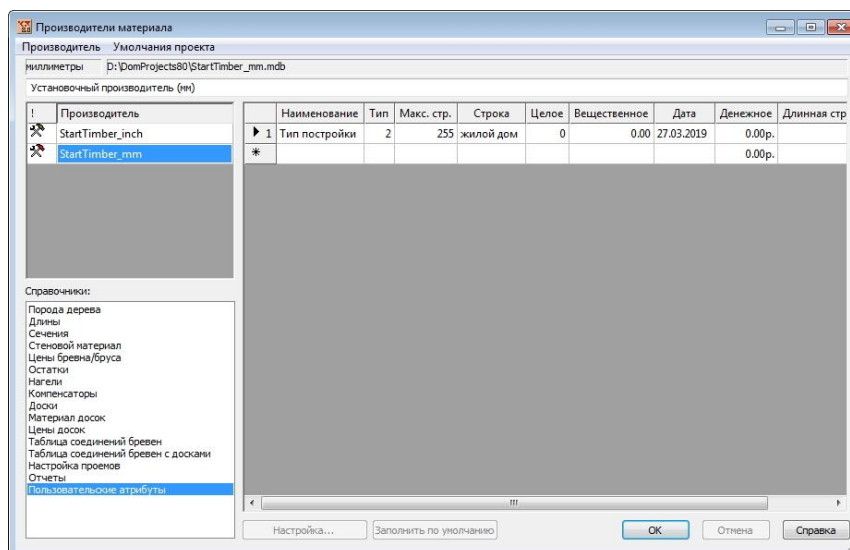 Производители материала
Производитель Умолчания проекта
миллиметры D:\DomProjects80\StartTimber_mm.mdb
Установочный производитель (мм)
! Производитель
StartTimber_inch
StartTimber_mm
Наименование Тип Макс. стр. Строка Целое Вещественное Дата Денежное Длинная стр
1 Тип постройки 2 255 жилой дом 0 0.00 27.03.2019 0.00р.
* 0.00р.
Справочники:
Порода дерева
Длины
Сечения
Стеновой материал
Цены бревна/бруса
Остатки
Нагели
Компенсаторы
Доски
Материал досок
Цены досок
Таблица соединений бревен
Таблица соединений бревен с досками
Настройка проемов
Отчеты
Пользовательские атрибуты
Настройка... Заполнить по умолчанию OK Отмена Справка